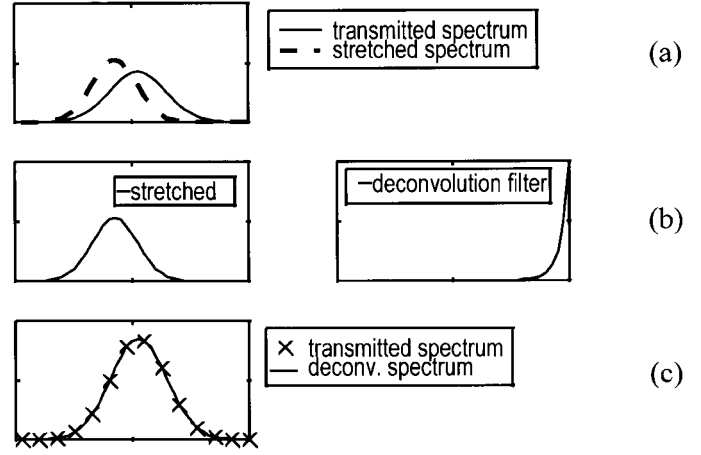 transmitted spectrum
stretched spectrum
(a)
stretched
deconvolution filter
(b)
transmitted spectrum
deconv. spectrum
(c)